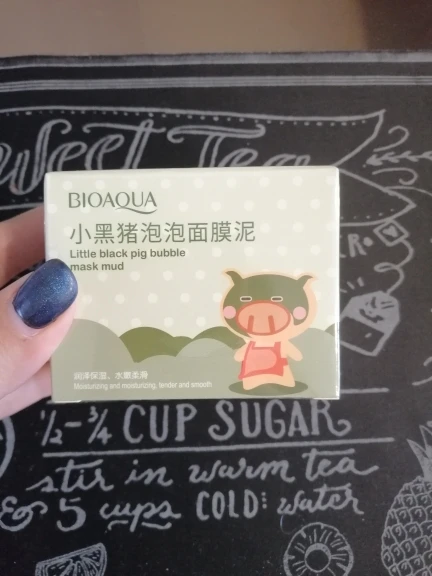 Sweet Tea
BIOAQUA
小黑猪泡泡面膜泥
Little black pig bubble
mask mud
润泽保湿，水嫩柔滑
Moisturizing and moisturizing, tender and smooth
1/2-3/4 CUP SUGAR
stir in warm tea
& 5 cups COLD: water